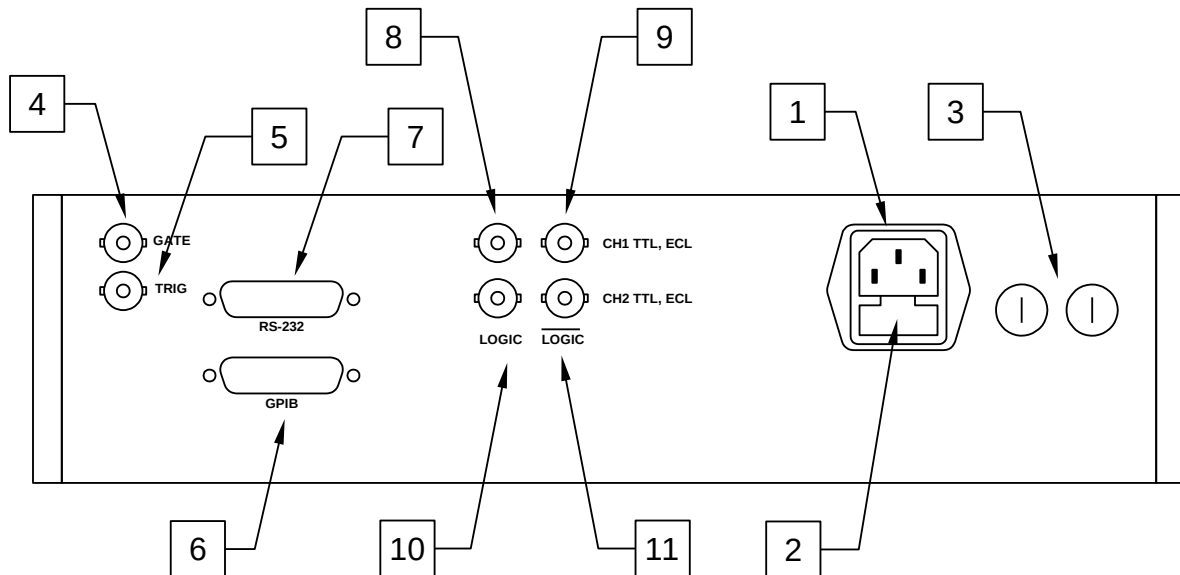 8
9
4
1
3
5
7
GATE
CH1 TTL, ECL
TRIG
CH2 TTL, ECL
RS-232
LOGIC
LOGIC
GPIB
6
10
11
2